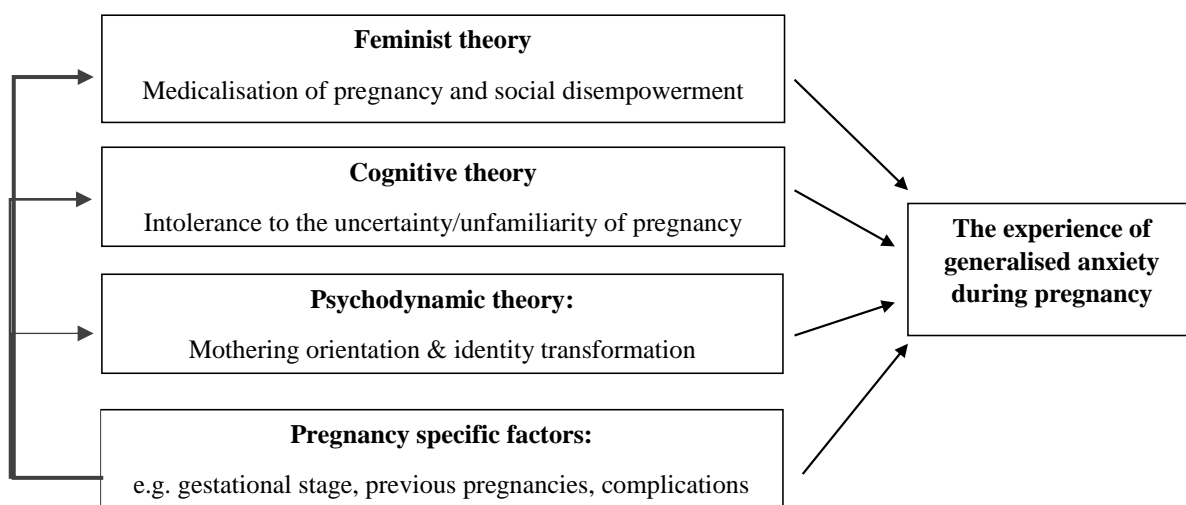 Feminist theory
Medicalisation of pregnancy and social disempowerment
Cognitive theory
Intolerance to the uncertainty/unfamiliarity of pregnancy
Psychodynamic theory:
Mothering orientation & identity transformation
Pregnancy specific factors:
e.g. gestational stage, previous pregnancies, complications
The experience of
generalised anxiety
during pregnancy